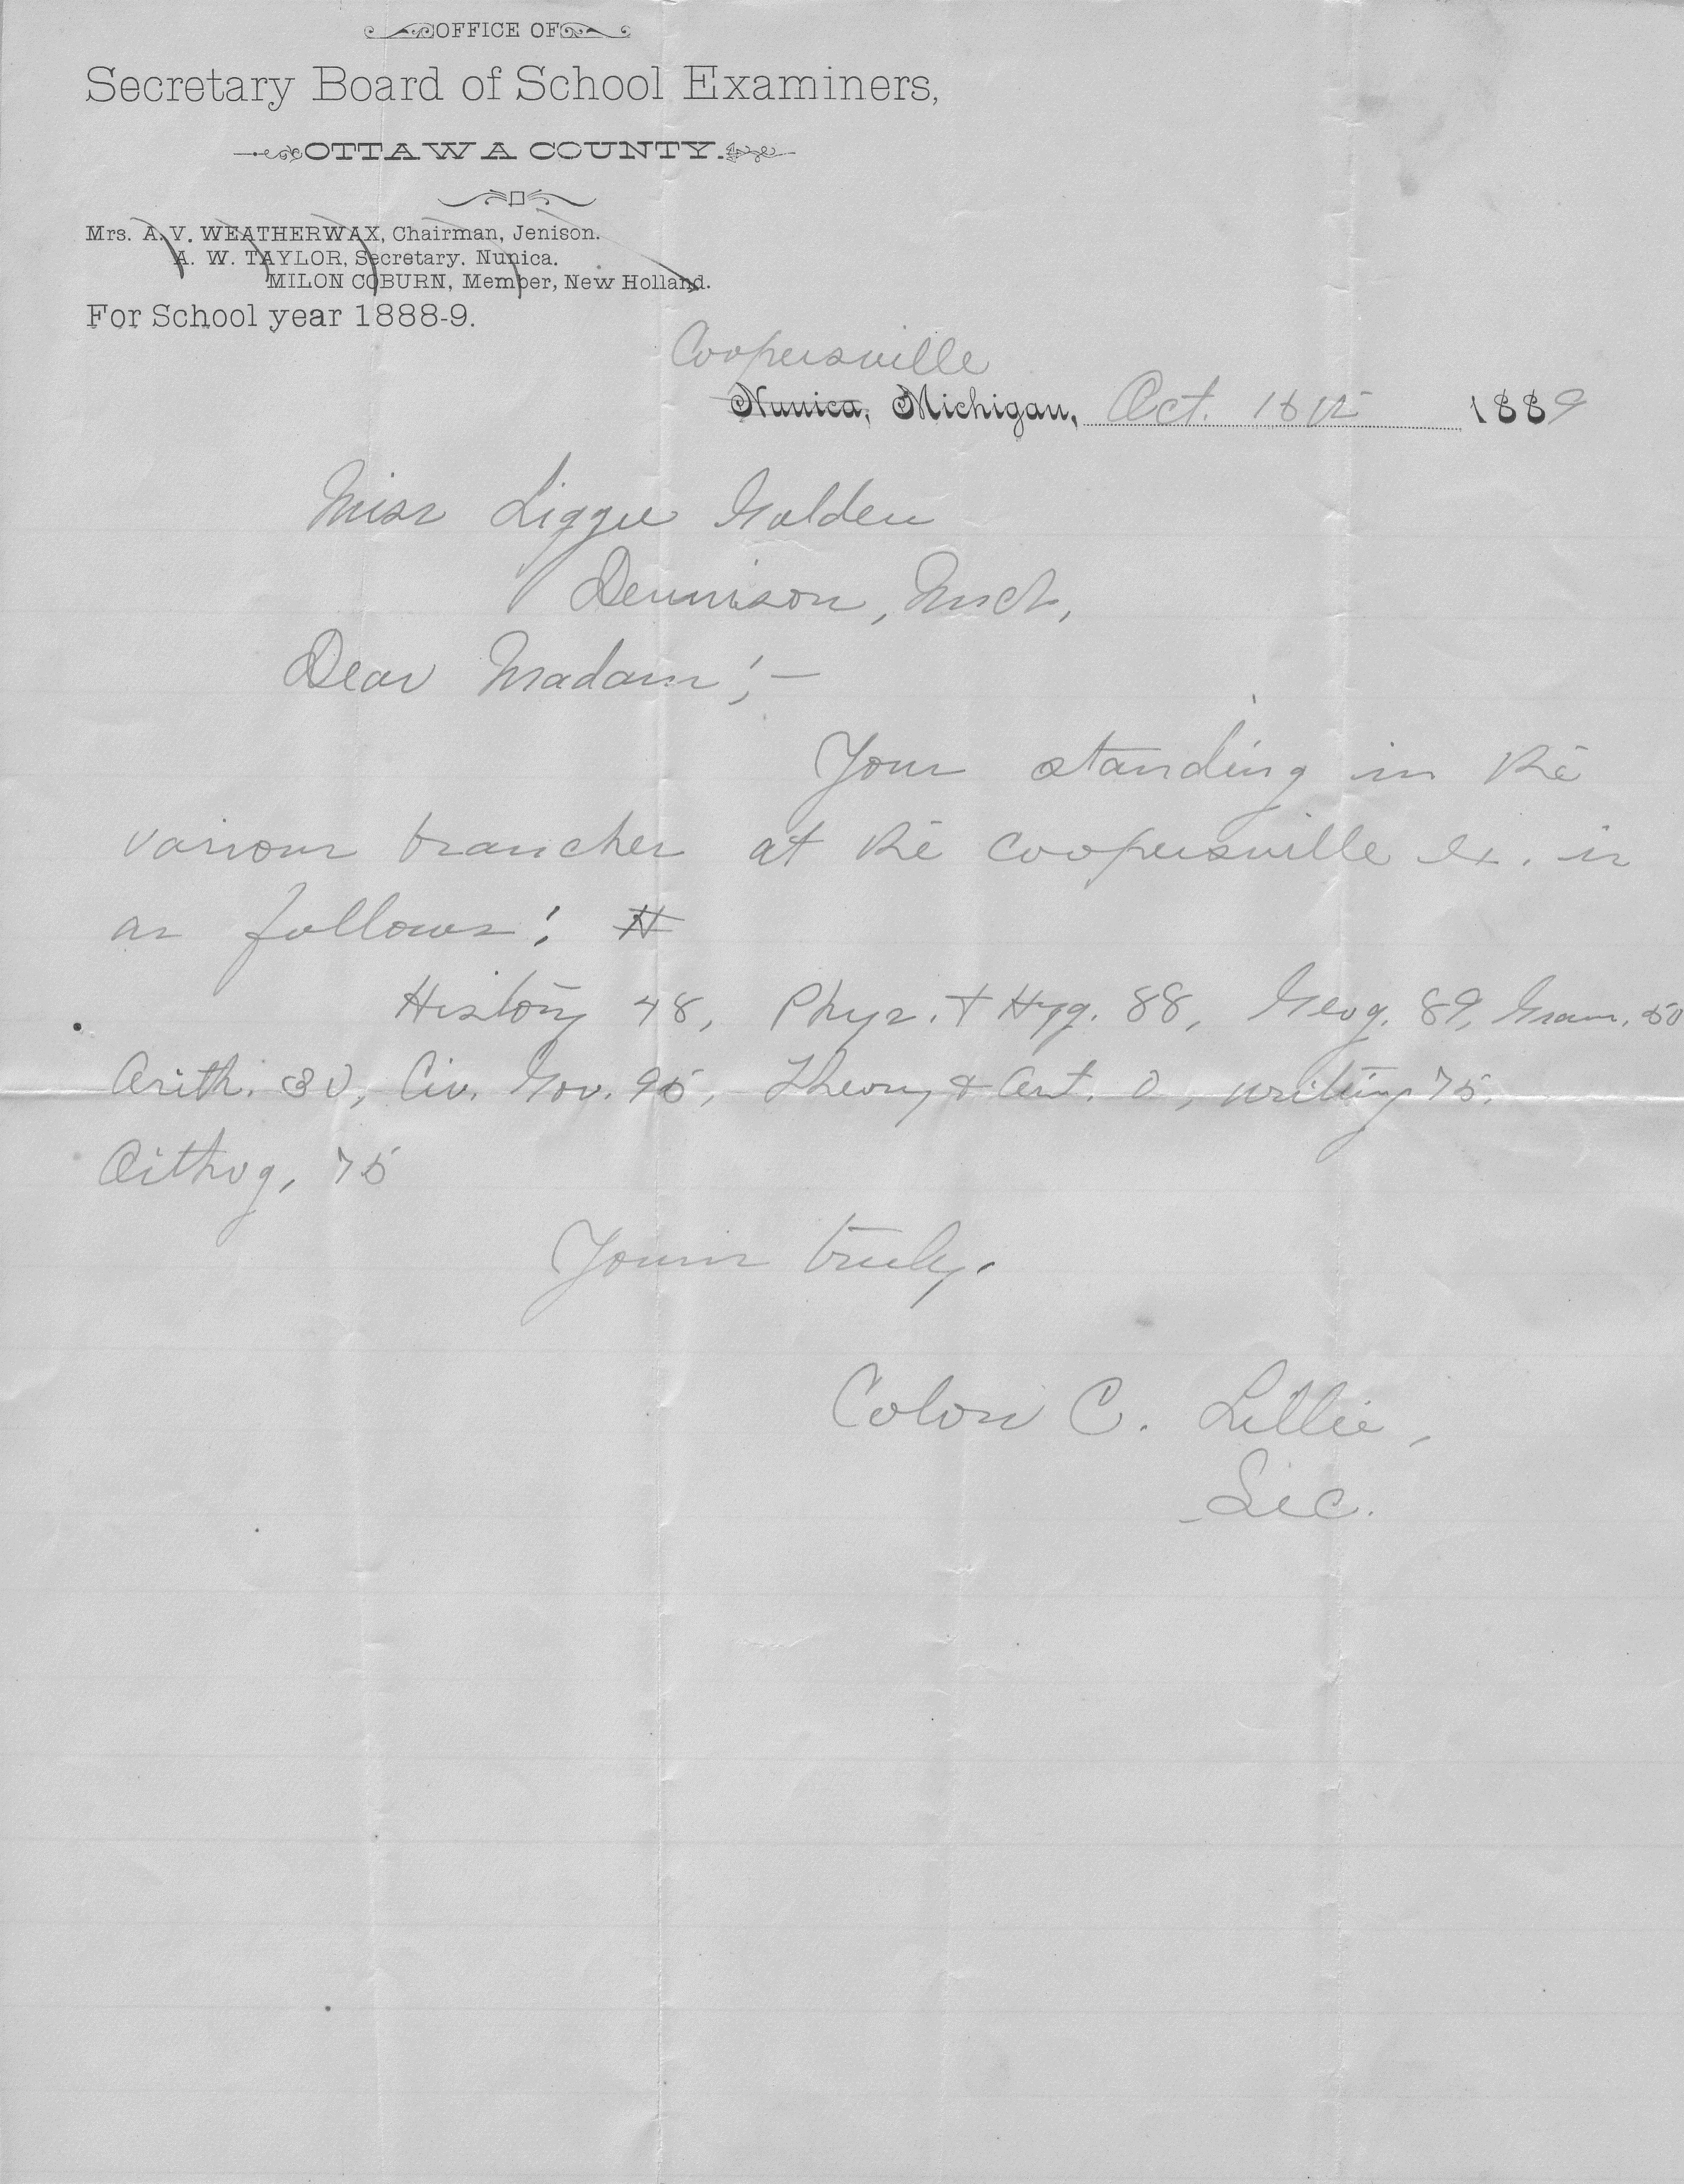 OFFICE OF
Secretary Board of School Examiners,
OTTAWA COUNTY.
Mrs. A. V. WEATHERWAX, Chairman, Jenison.
A. W. TAYLOR, Secretary. Nunica.
MILON COBURN, Member, New Holland.
For School year 1888-9.
Coopersville
Nunica, Michigan, Oct. 1889
Miss Lizzie Golden
Dennison, Mich,
Dear Madam;—
Your standing in the
various branches at the Coopersville ex. is
as follows: H
History 48, Phys. & Hyg. 88, Geog. 89, Gram. 50
Arith. 30, Civ. Gov. 95, Theory & Art. 0, writing 75.
Orthog, 75
Yours truly.
Colon C. Lillie,
Sec.